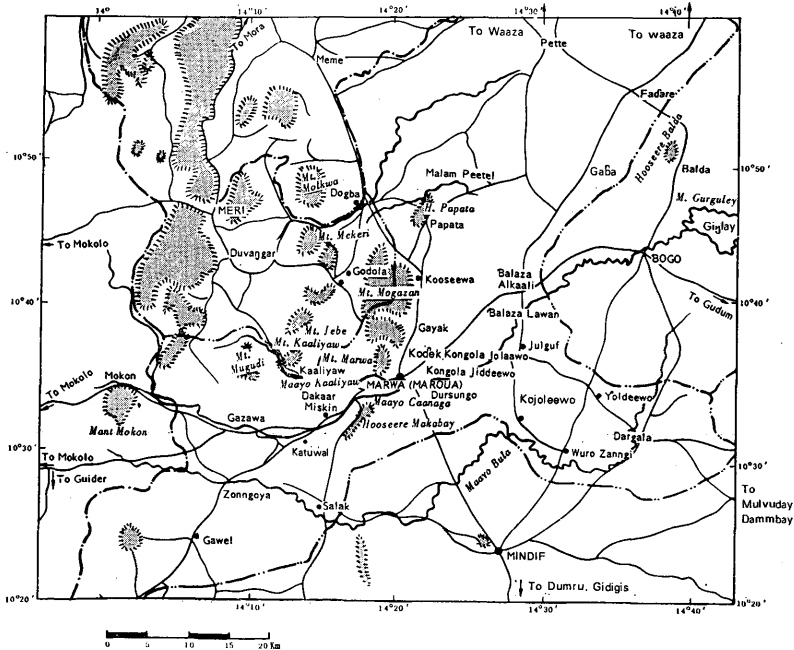 14°
14°10'
14°20
14°30
14°40'
To Waaza
To waaza
Pette
To Mora
Meme
Fadare
Hooseere Balda
10°50'
10°50'
Balda
Gaba
Malam Peetel
Mt. Molkwa
Dogba
MERI
H. Papata
Papata
M. Gurguley
Giglay
To Mokolo
Mt. Mekeri
Duvangar
BOGO
Godola
Kooseewa
Balaza
Alkaali
Mt. Mogazan
To Gudum
10°40'
10°40'
Balaza Lawan
Mt. Jebe
Gayak
Mt. Kaaliyaw
Mt. Marwa
Julguf
Kodek
Kongola Jolaawo
Mt. Mugudi
Kaaliyaw
Kongola Jiddeewo
Mokon
Maayo Kaaliyaw
MARWA (MAROUA)
To Mokolo
Dakaar
Miskin
Dursungo
Yoldeewo
Maayo Caanaga
Kojoleewo
Gazawa
Mant Mokon
Hooseere Makabay
Dargala
10°30'
Katuwal
Wuro Zanngi
10°30'
To Mokolo
Maayo Bula
To Guider
Zonngoya
To
Mulvuday
Dammbay
Salak
Gawel
MINDIF
To Dumru, Gidigis
10°20'
10°20'
14°10'
14°20
14°30'
14°40'
0 5 10 15 20 Km